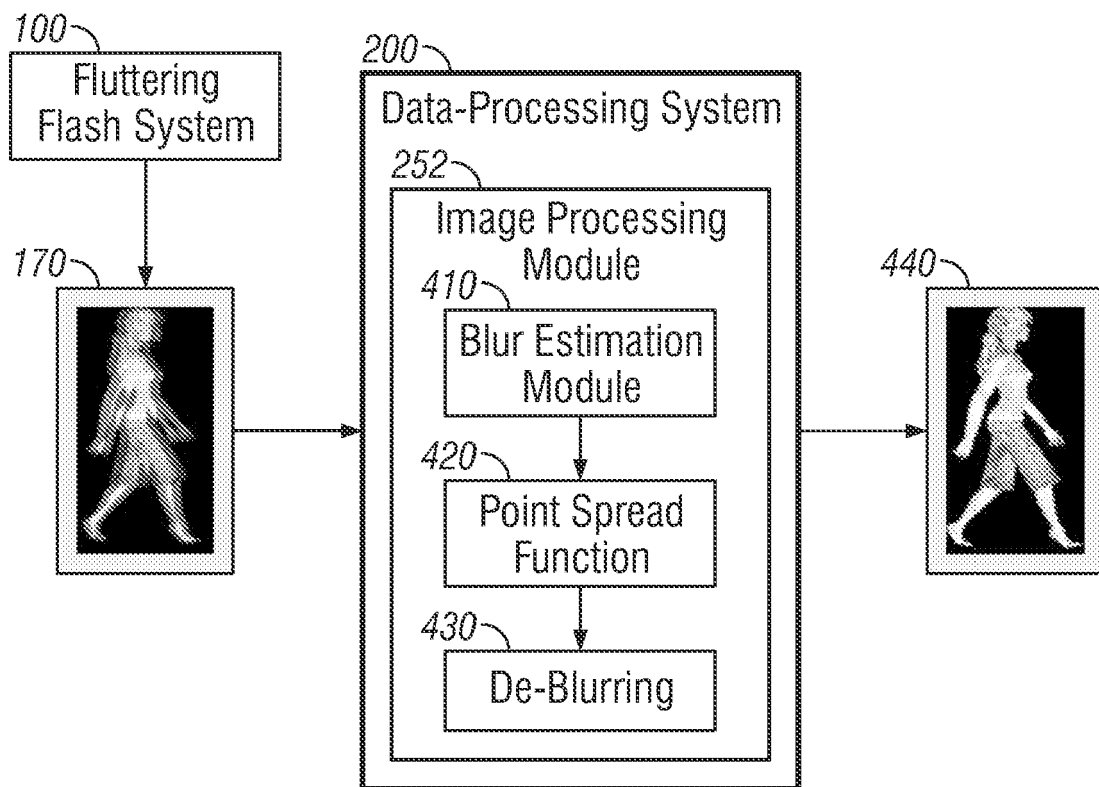 100
Fluttering
Flash System
170
200
Data-Processing System
252
Image Processing
Module
410
Blur Estimation
Module
420
Point Spread
Function
430
De-Blurring
440